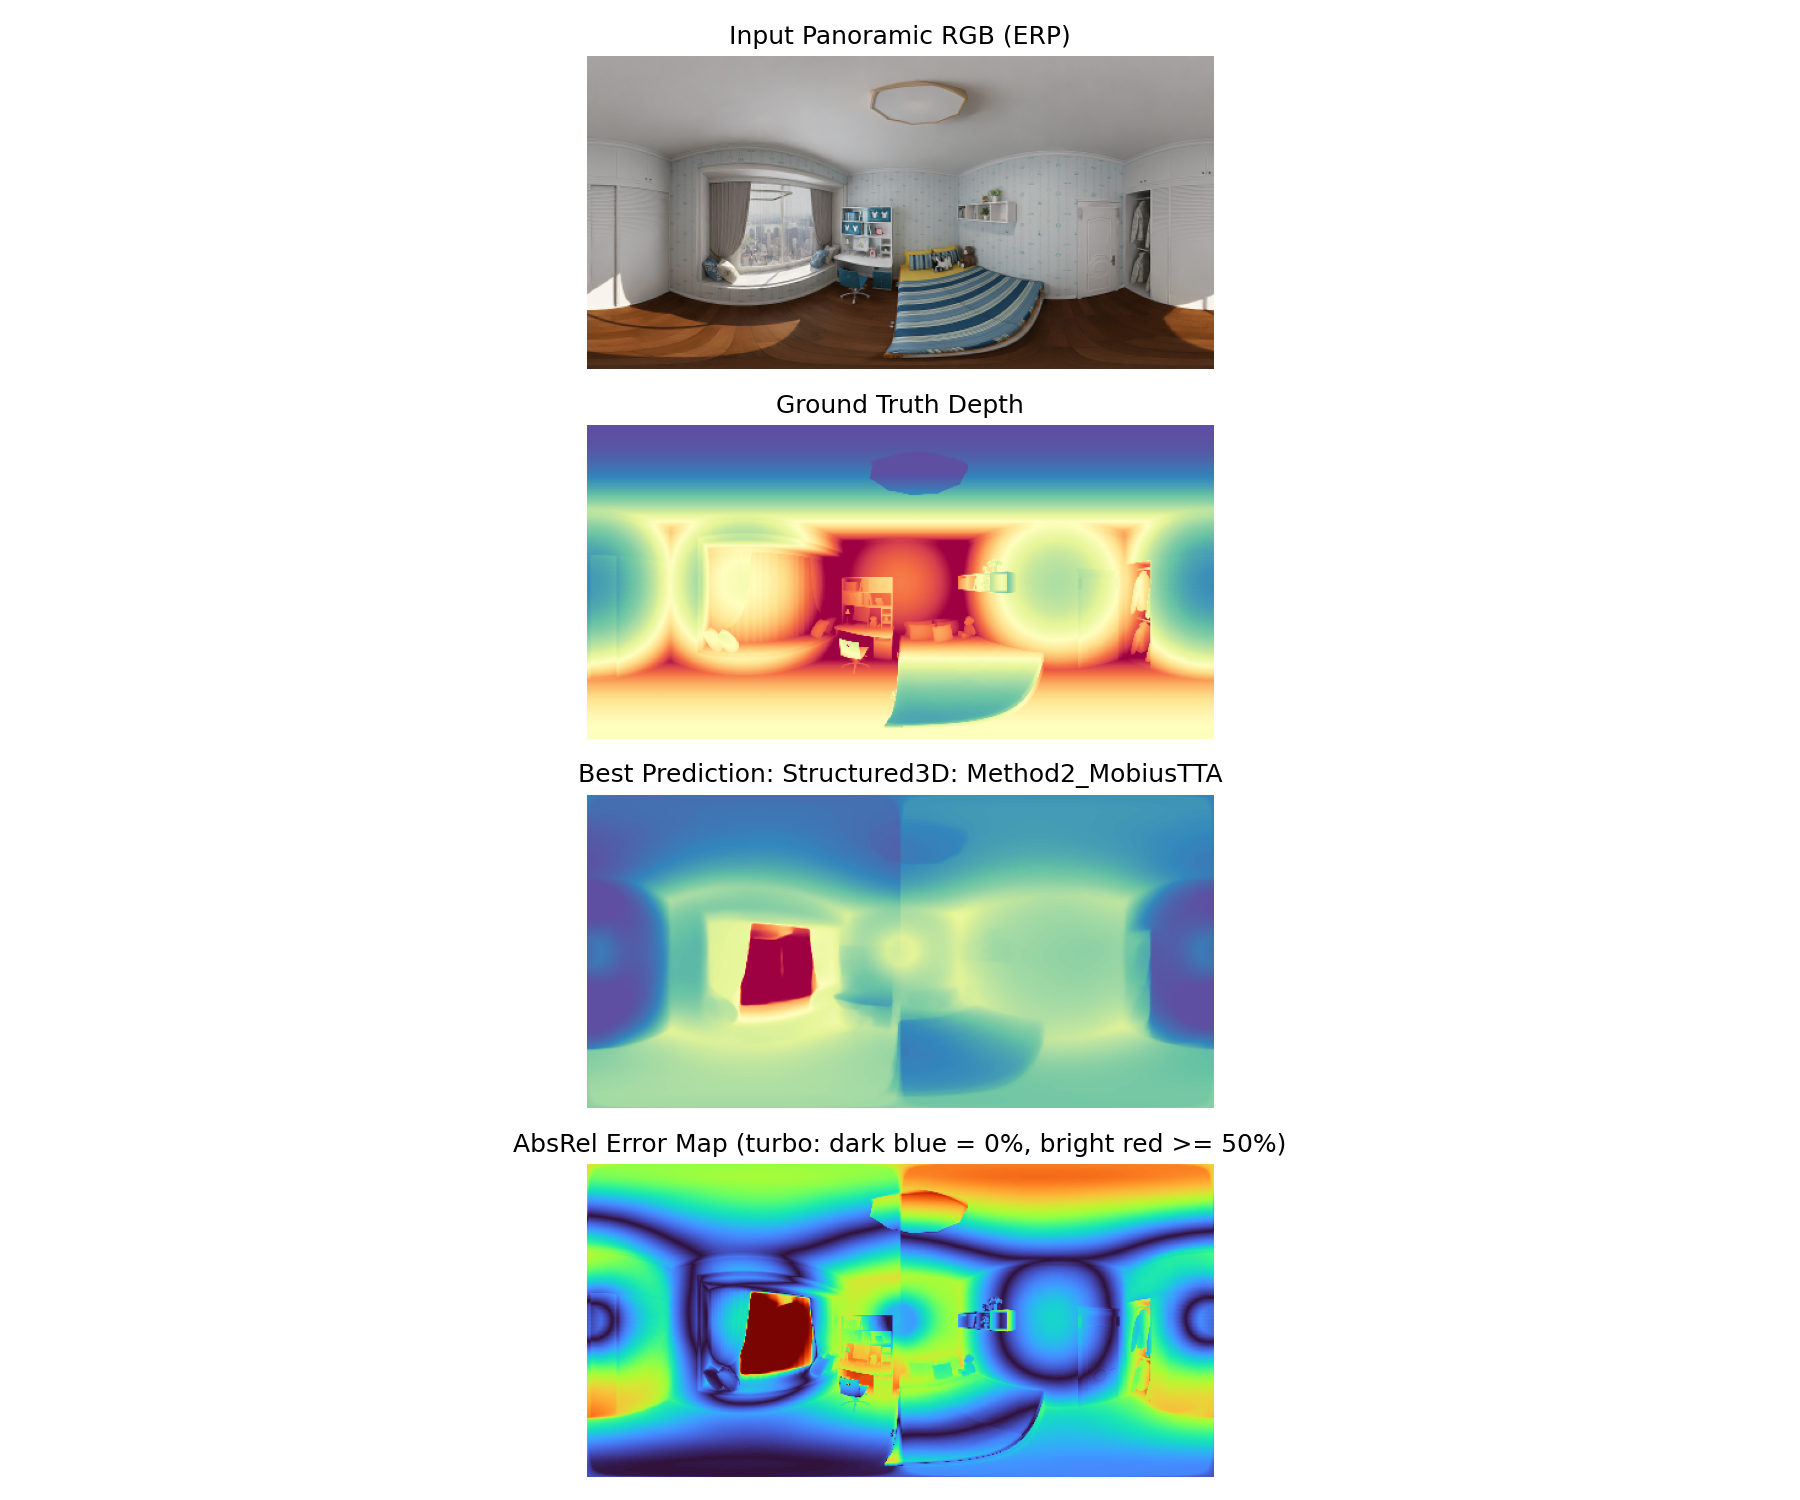 Input Panoramic RGB (ERP)
Ground Truth Depth
Best Prediction: Structured3D: Method2_MobiusTTA
AbsRel Error Map (turbo: dark blue = 0%, bright red >= 50%)